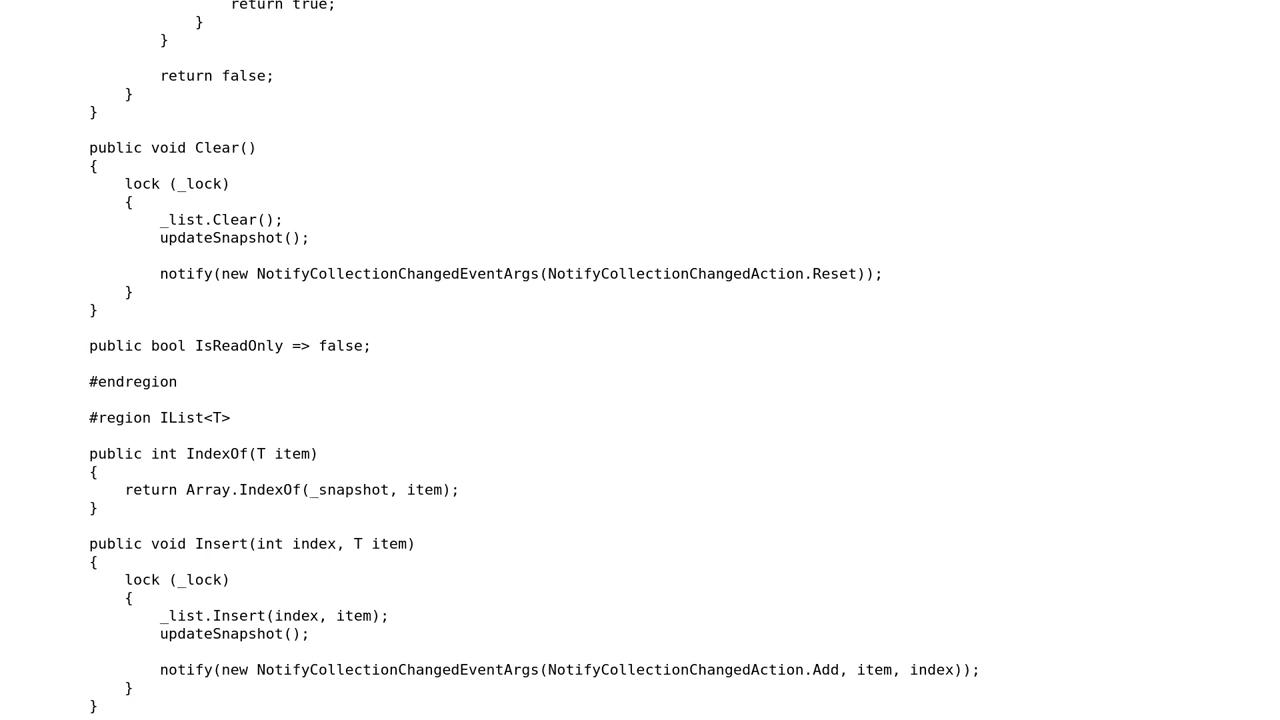 return true;
}
}
return false;
}
}
public void Clear()
{
lock (_lock)
{
_list.Clear();
updateSnapshot();
notify(new NotifyCollectionChangedEventArgs(NotifyCollectionChangedAction.Reset));
}
}
public bool IsReadOnly => false;
#endregion
#region IList<T>
public int IndexOf(T item)
{
return Array.IndexOf(_snapshot, item);
}
public void Insert(int index, T item)
{
lock (_lock)
{
_list.Insert(index, item);
updateSnapshot();
notify(new NotifyCollectionChangedEventArgs(NotifyCollectionChangedAction.Add, item, index));
}
}